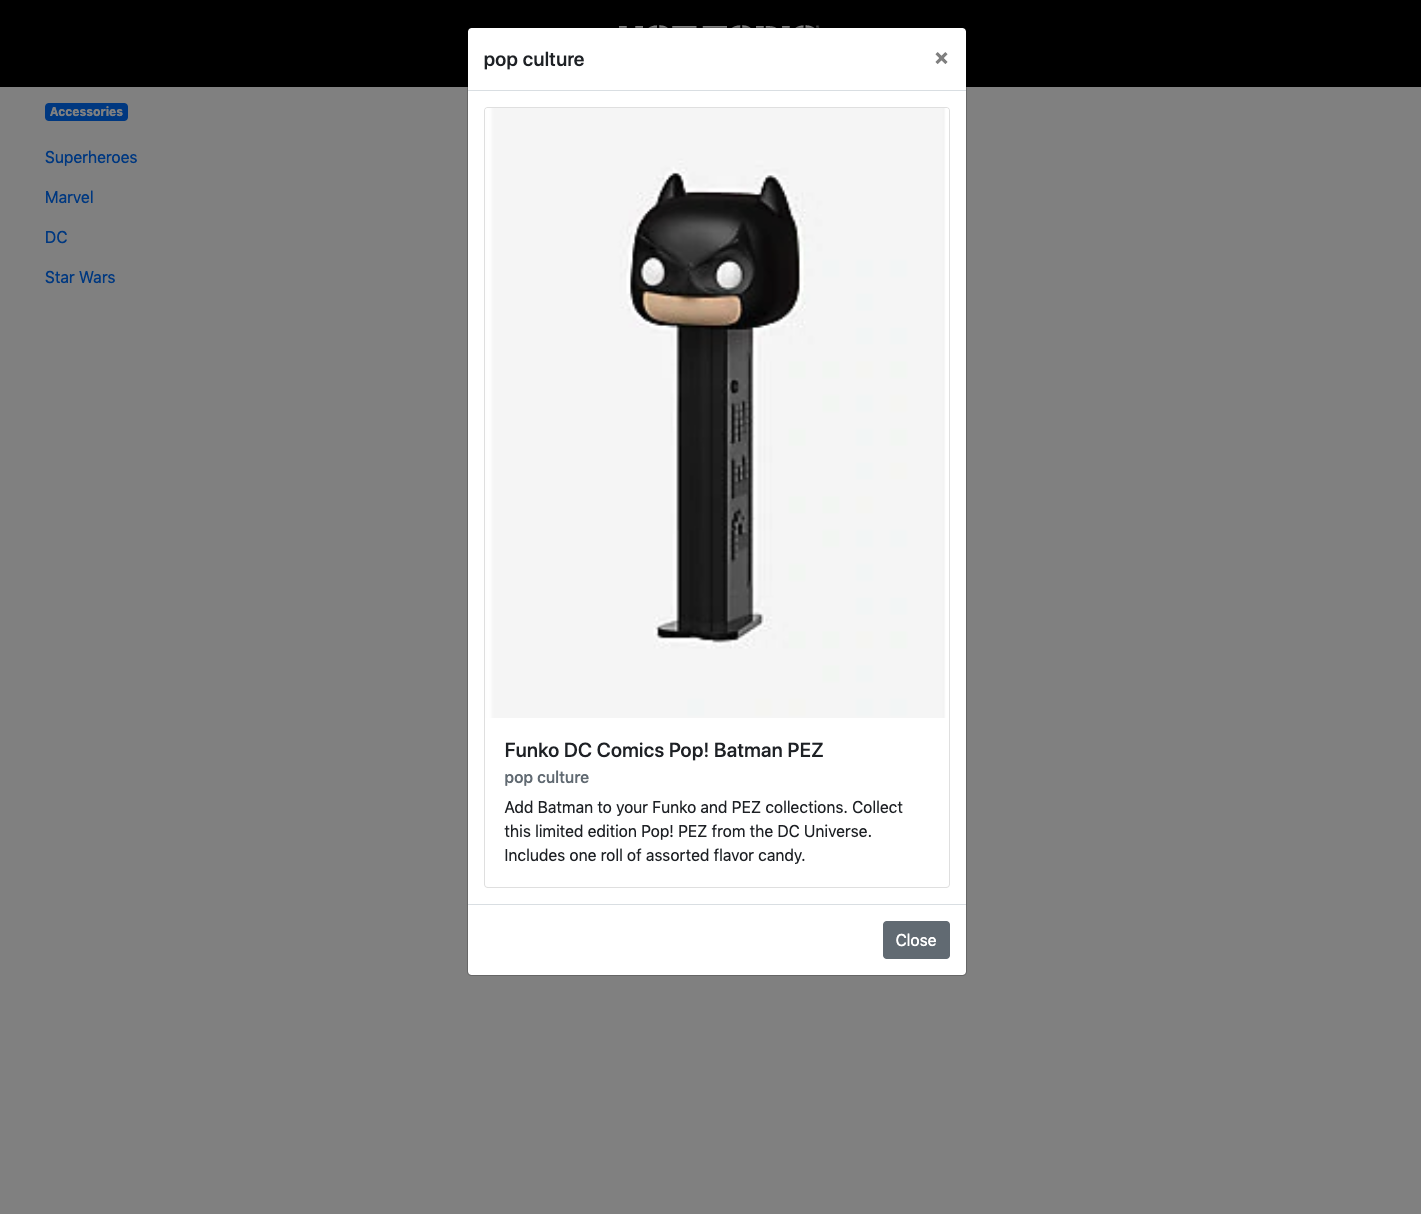 pop culture
×
Accessories
Superheroes
Marvel
DC
Star Wars
Funko DC Comics Pop! Batman PEZ
pop culture
Add Batman to your Funko and PEZ collections. Collect
this limited edition Pop! PEZ from the DC Universe.
Includes one roll of assorted flavor candy.
Close